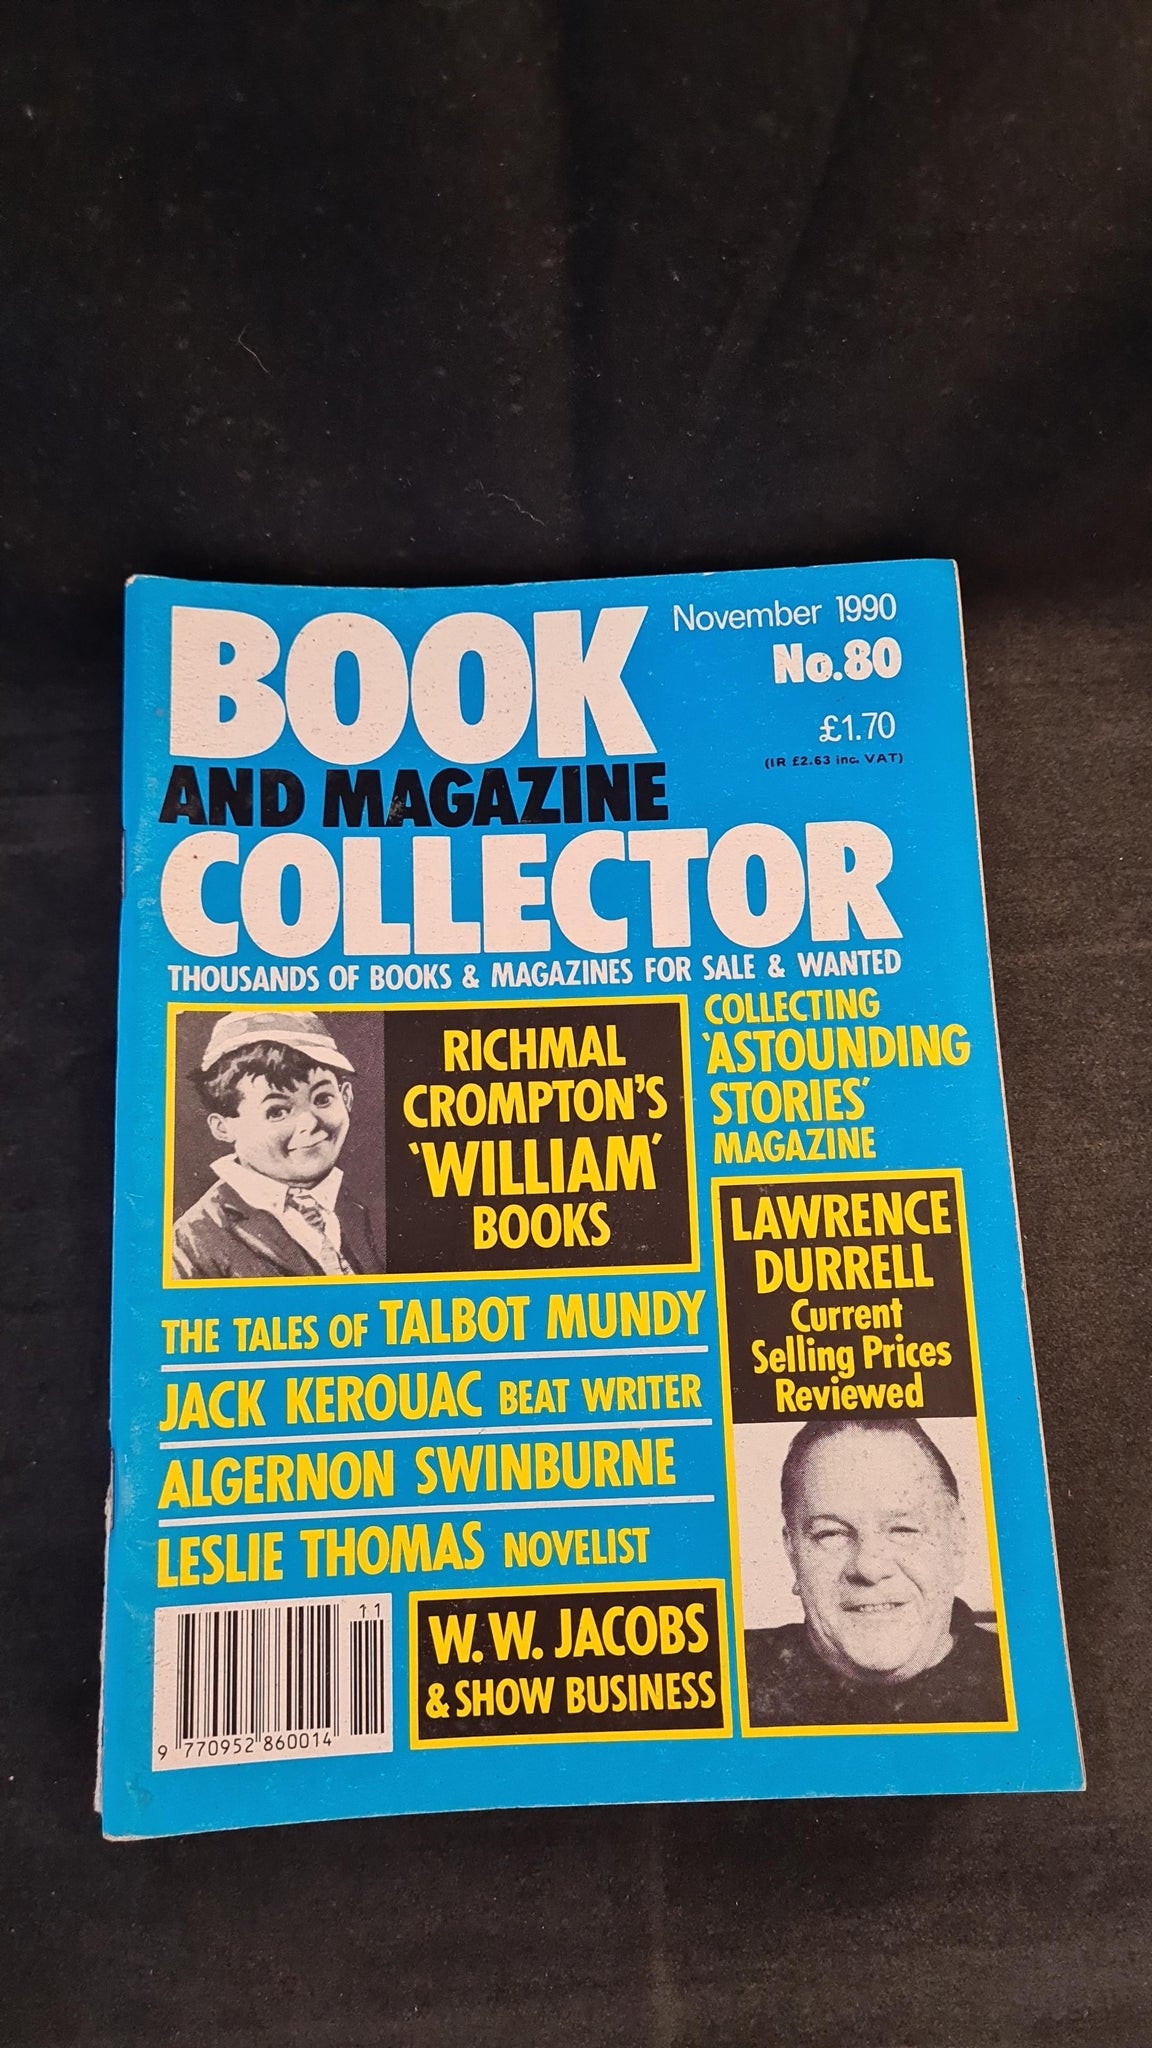 BOOK
AND MAGAZINE
COLLECTOR
November 1990
No.80
£1.70
(IR £2.63 inc. VAT)
THOUSANDS OF BOOKS & MAGAZINES FOR SALE & WANTED
RICHMAL
CROMPTON'S
'WILLIAM'
BOOKS
COLLECTING
'ASTOUNDING
STORIES'
MAGAZINE
LAWRENCE
DURRELL
Current
Selling Prices
Reviewed
THE TALES OF TALBOT MUNDY
JACK KEROUAC BEAT WRITER
ALGERNON SWINBURNE
LESLIE THOMAS NOVELIST
W. W. JACOBS
& SHOW BUSINESS
11
9 770952 860014